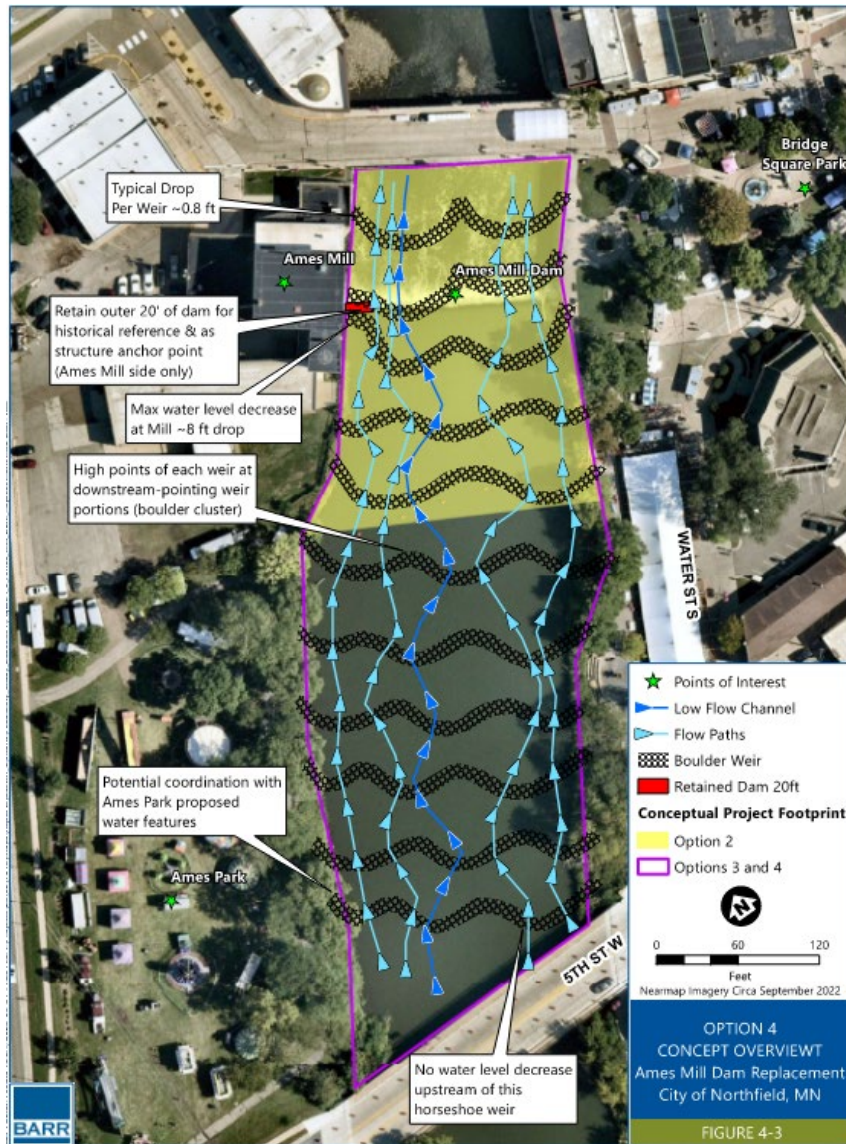 Bridge
Square Park
Typical Drop
Per Weir ~0.8 ft
Ames Mill
Ames Mill Dam
Retain outer 20' of dam for
historical reference & as
structure anchor point
(Ames Mill side only)
Max water level decrease
at Mill ~8 ft drop
High points of each weir at
downstream-pointing weir
portions (boulder cluster)
WATER ST S
Potential coordination with
Ames Park proposed
water features
Ames Park
5TH ST W
No water level decrease
upstream of this
horseshoe weir
Points of Interest
Low Flow Channel
Flow Paths
Boulder Weir
Retained Dam 20ft
Conceptual Project Footprint
Option 2
Options 3 and 4
N
0 60 120
Feet
Nearmap Imagery Circa September 2022
OPTION 4
CONCEPT OVERVIEWT
Ames Mill Dam Replacement
City of Northfield, MN
FIGURE 4-3
BARR